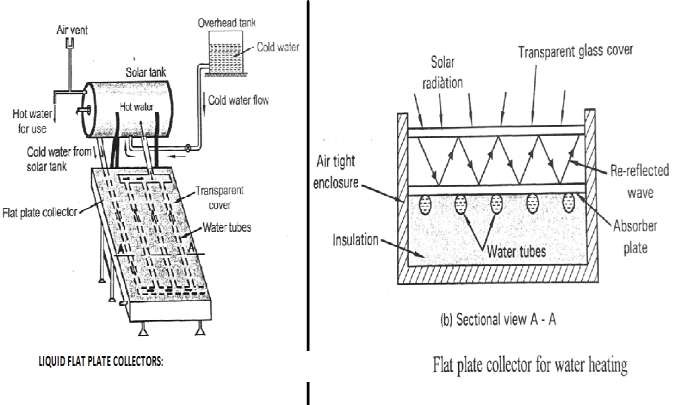 Overhead tank
Air vent
Cold water
Solar tank
Hot water
Cold water flow
Hot water
for use
Cold water from
solar tank
Transparent
cover
Flat plate collector
Water tubes
LIQUID FLAT PLATE COLLECTORS:
Transparent glass cover
Solar
radiation
Air tight
enclosure
Re-reflected
wave
Absorber
plate
Insulation
Water tubes
(b) Sectional view A - A
Flat plate collector for water heating